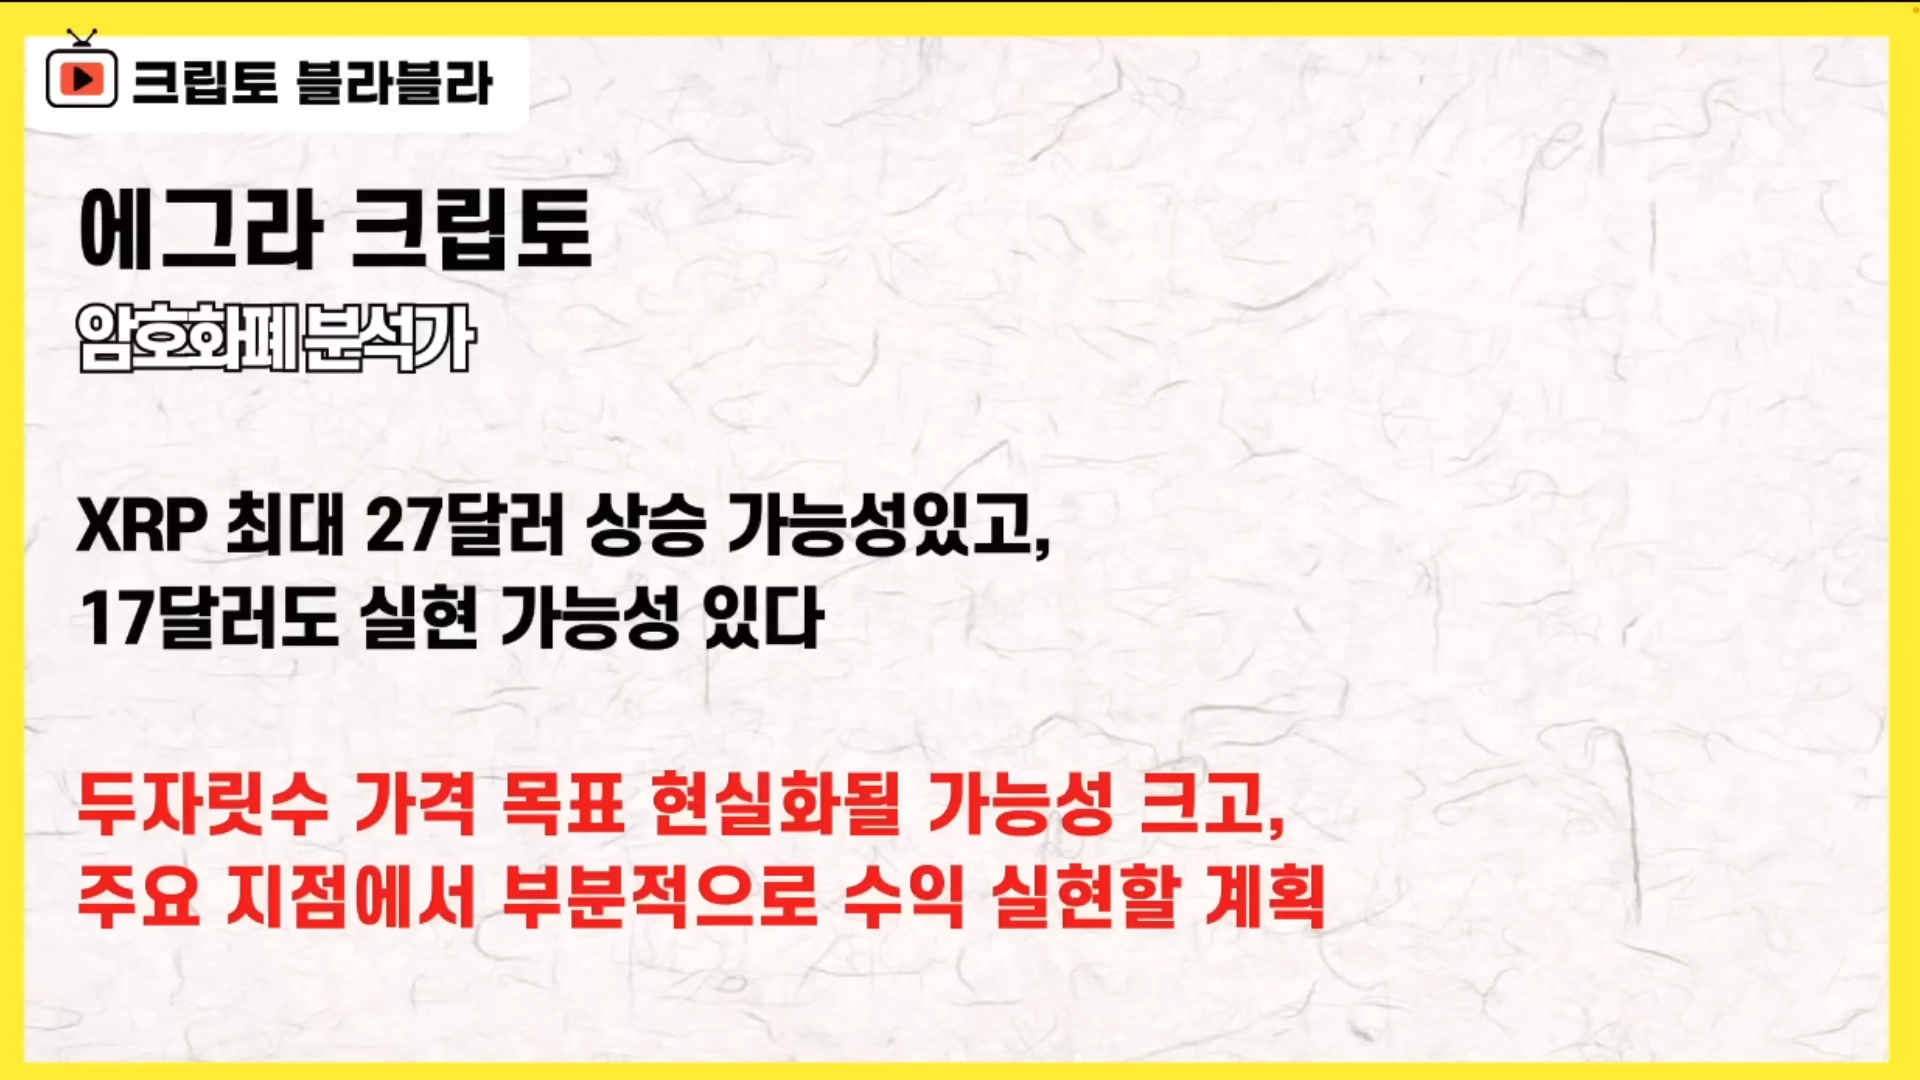 크립토 블라블라
에그라 크립토
암호화폐 분석가
XRP 최대 27달러 상승 가능성있고,
17달러도 실현 가능성 있다
두자릿수 가격 목표 현실화될 가능성 크고,
주요 지점에서 부분적으로 수익 실현할 계획